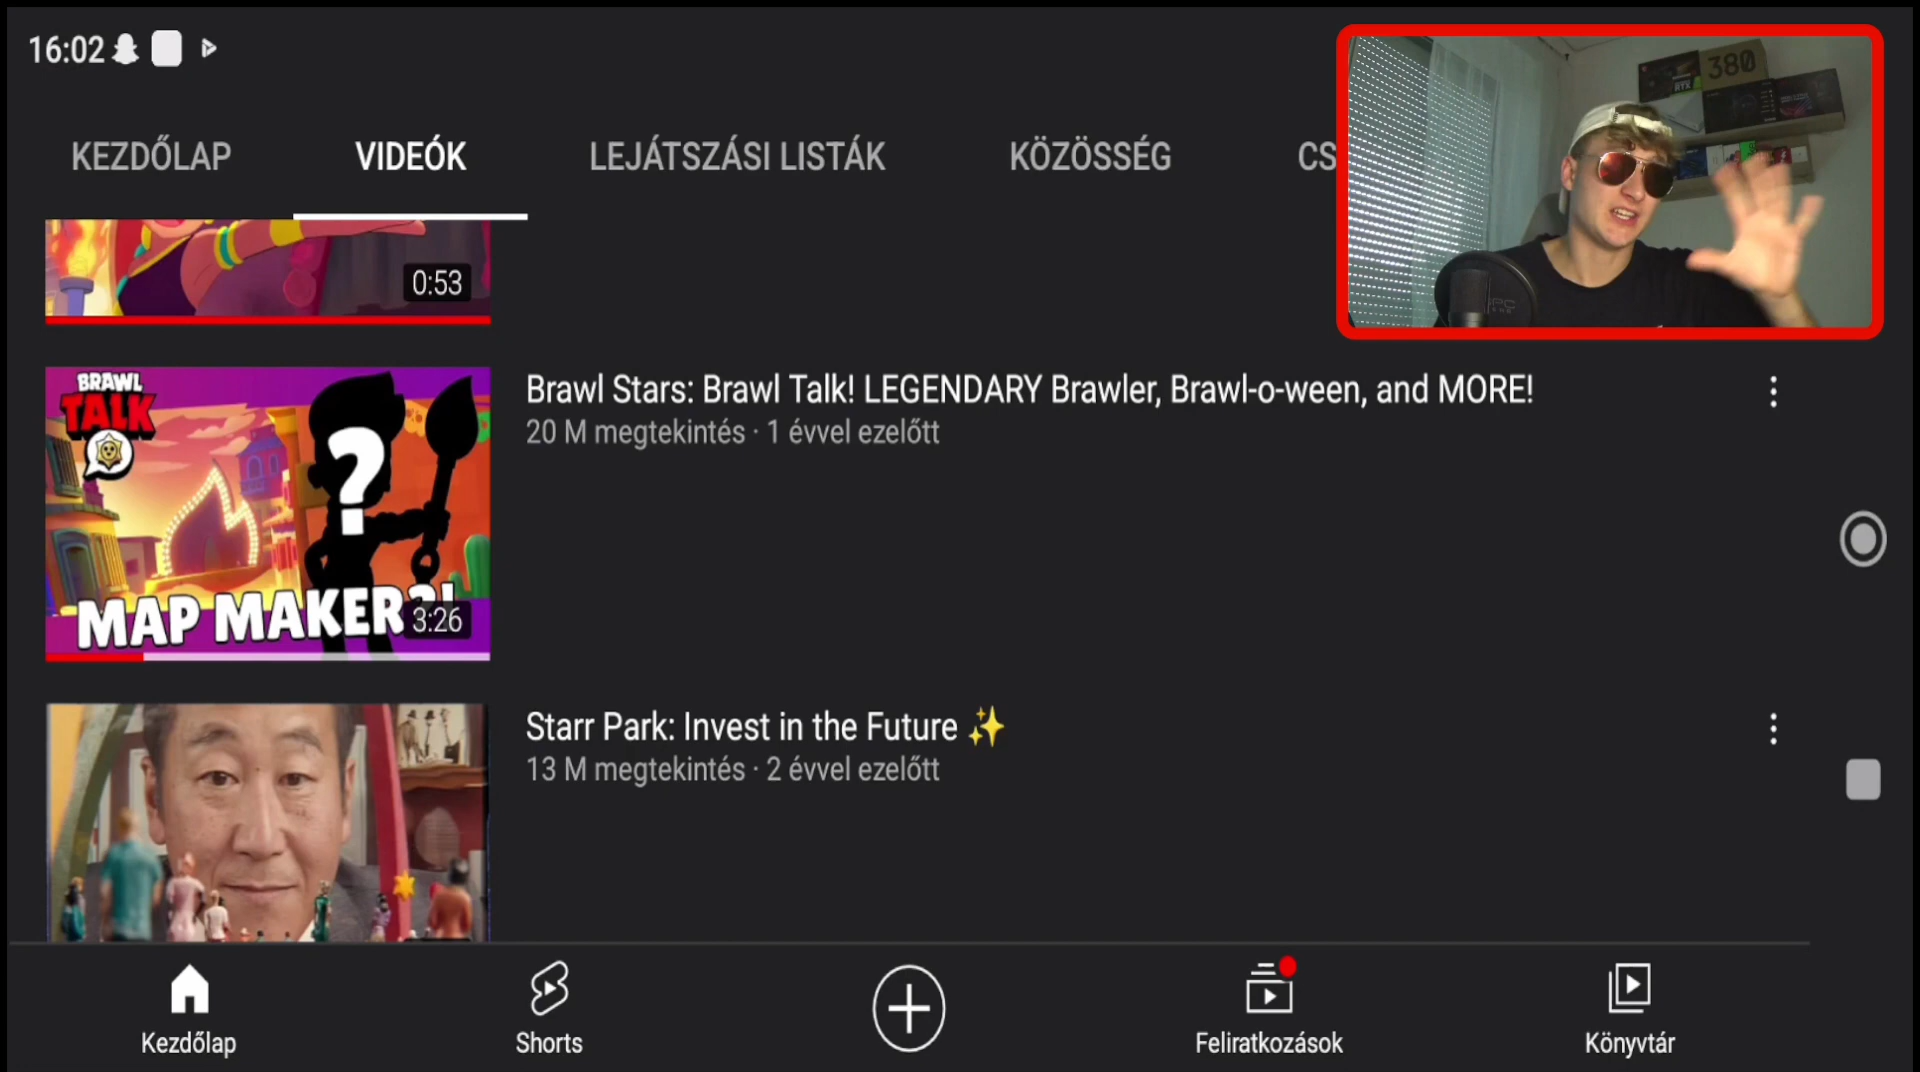 16:02
KEZDŐLAP
VIDEÓK
LEJÁTSZÁSI LISTÁK
KÖZÖSSÉG
CS
380
RTX
0:53
BRAWL
TALK
?
MAP MAKER?!
3:26
Brawl Stars: Brawl Talk! LEGENDARY Brawler, Brawl-o-ween, and MORE!
20 M megtekintés · 1 évvel ezelőtt
Starr Park: Invest in the Future ✨
13 M megtekintés · 2 évvel ezelőtt
Kezdőlap
Shorts
Feliratkozások
Könyvtár